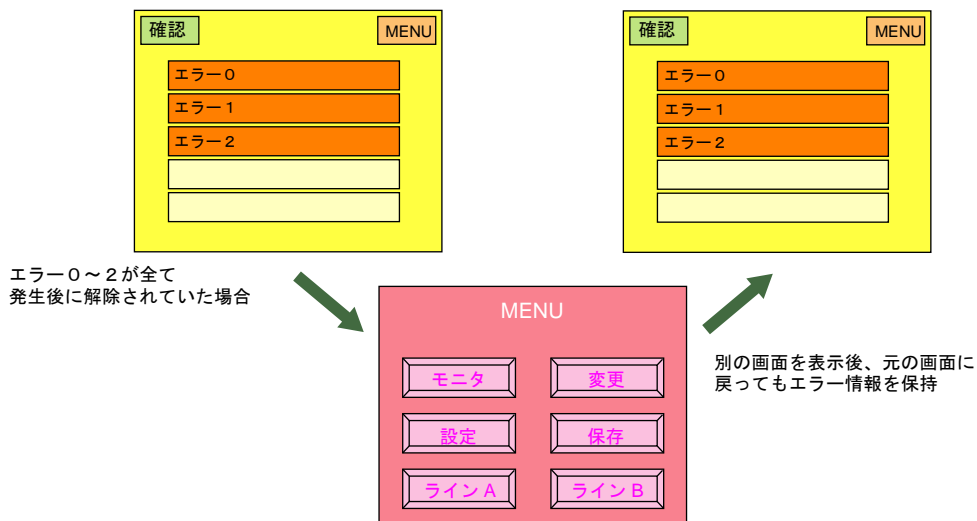 確認
MENU
エラー０
エラー１
エラー２
確認
MENU
エラー０
エラー１
エラー２
エラー０～２が全て
発生後に解除されていた場合
MENU
モニタ
変更
設定
保存
ライン A
ライン B
別の画面を表示後、元の画面に
戻ってもエラー情報を保持